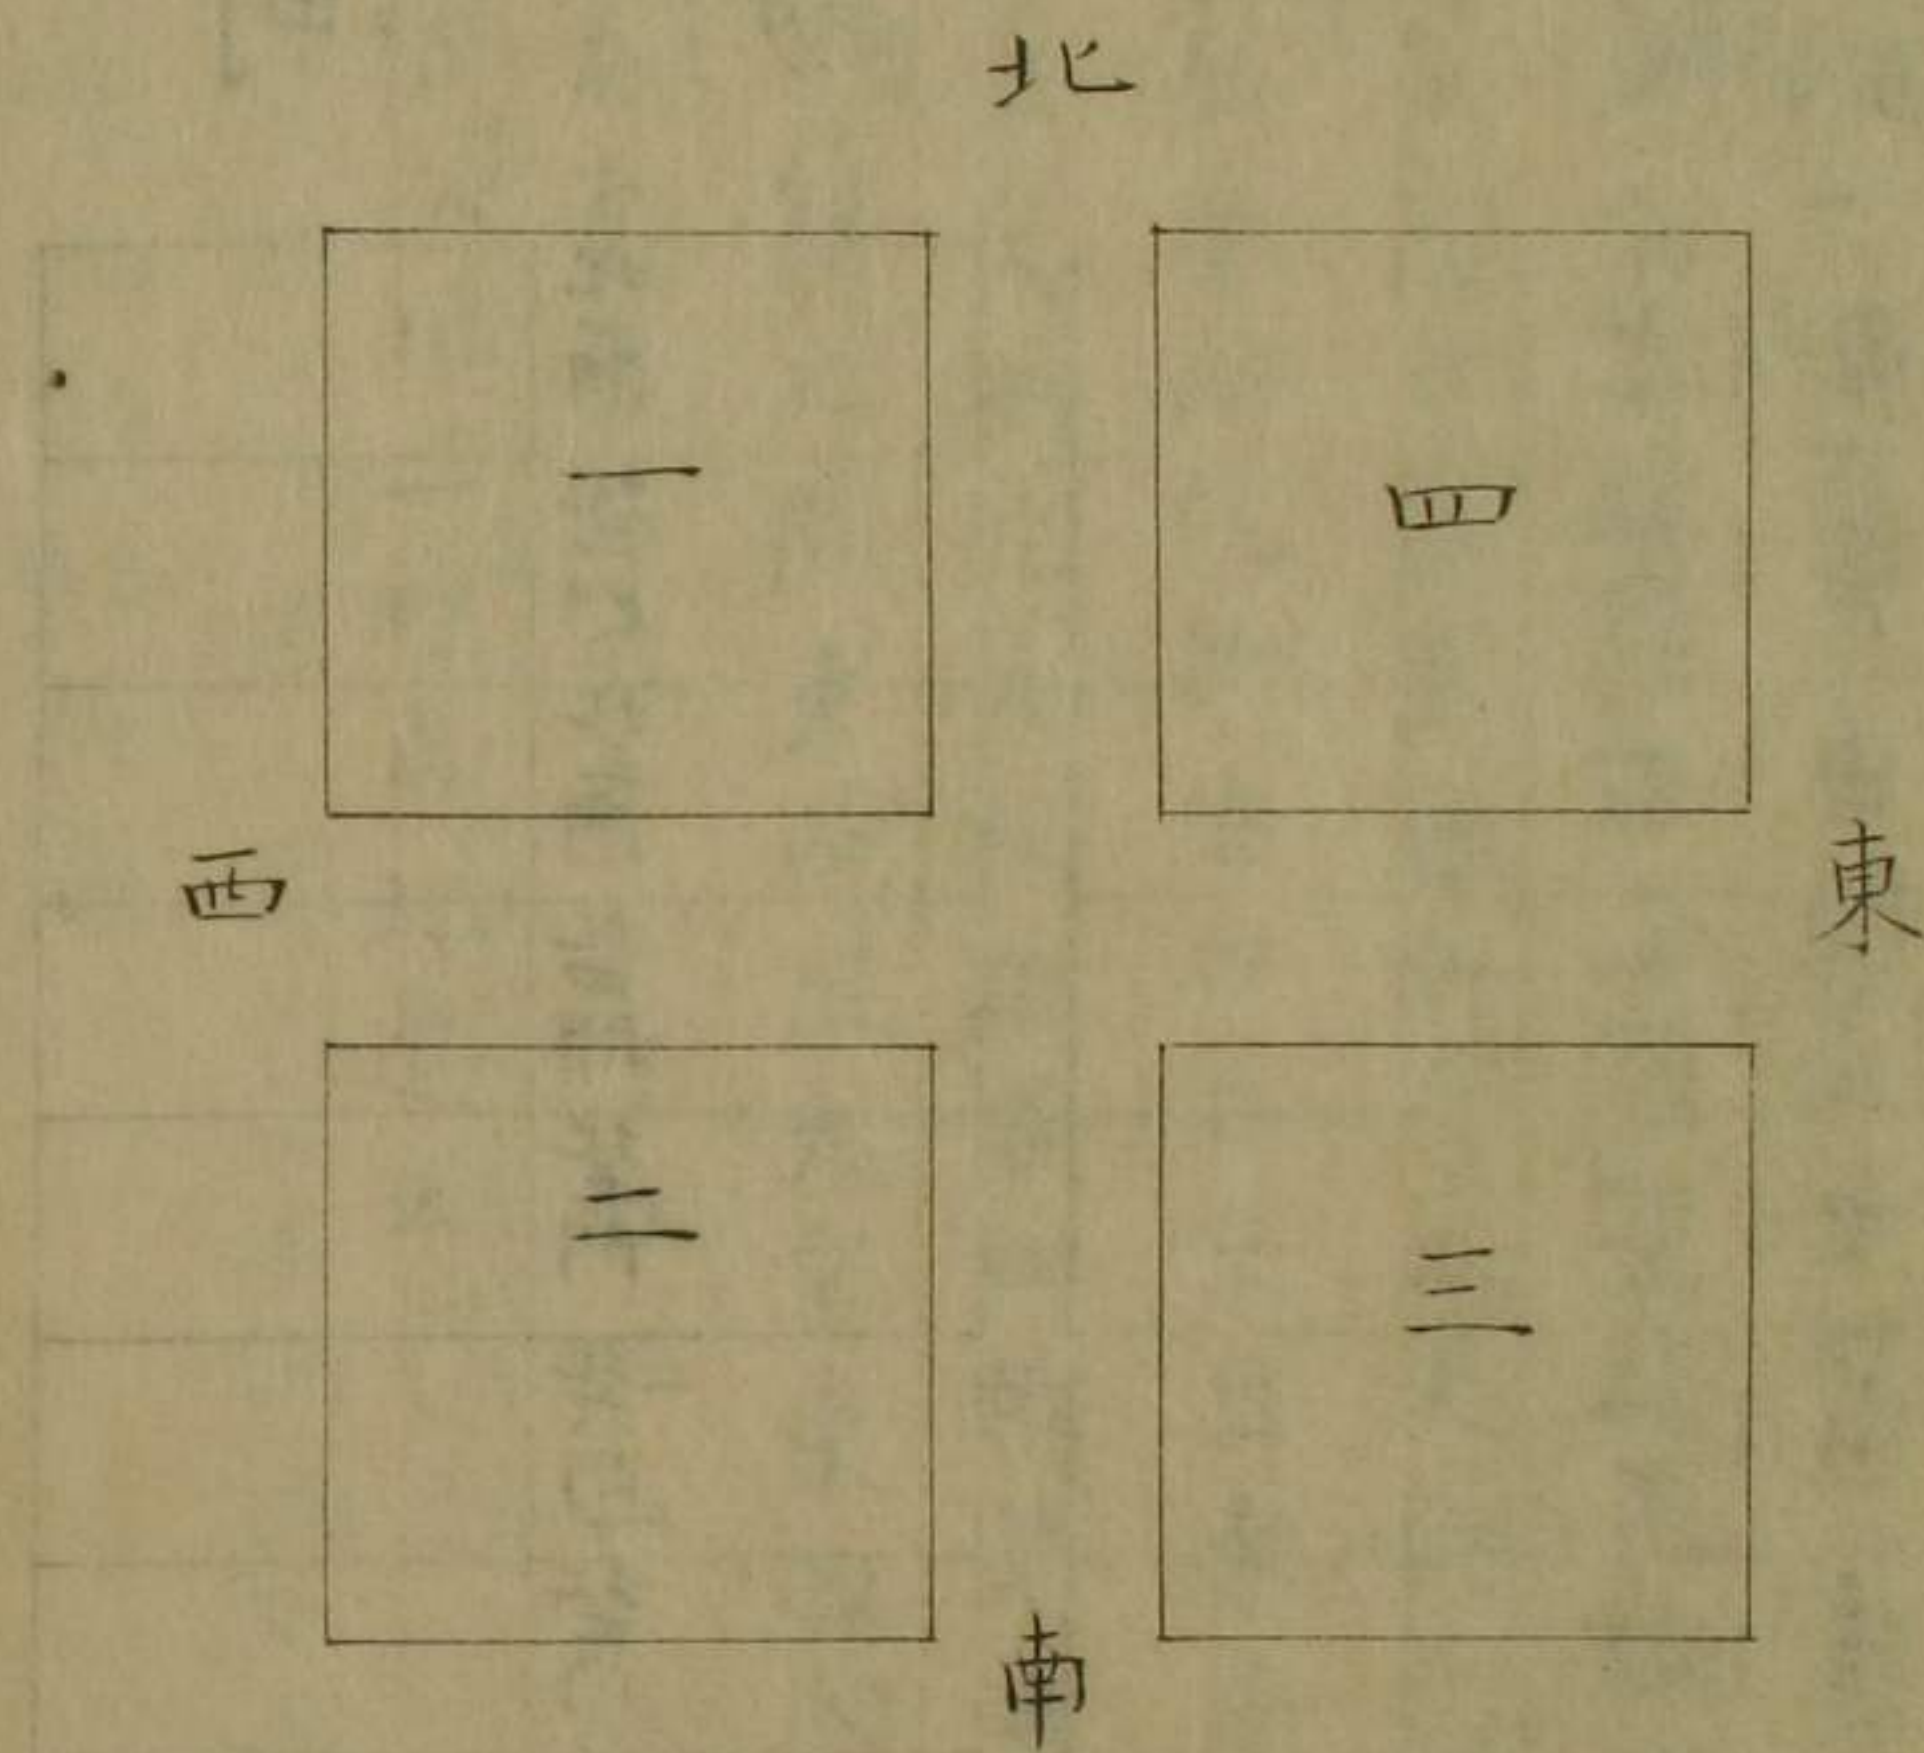 北
一
四
西
東
二
三
南